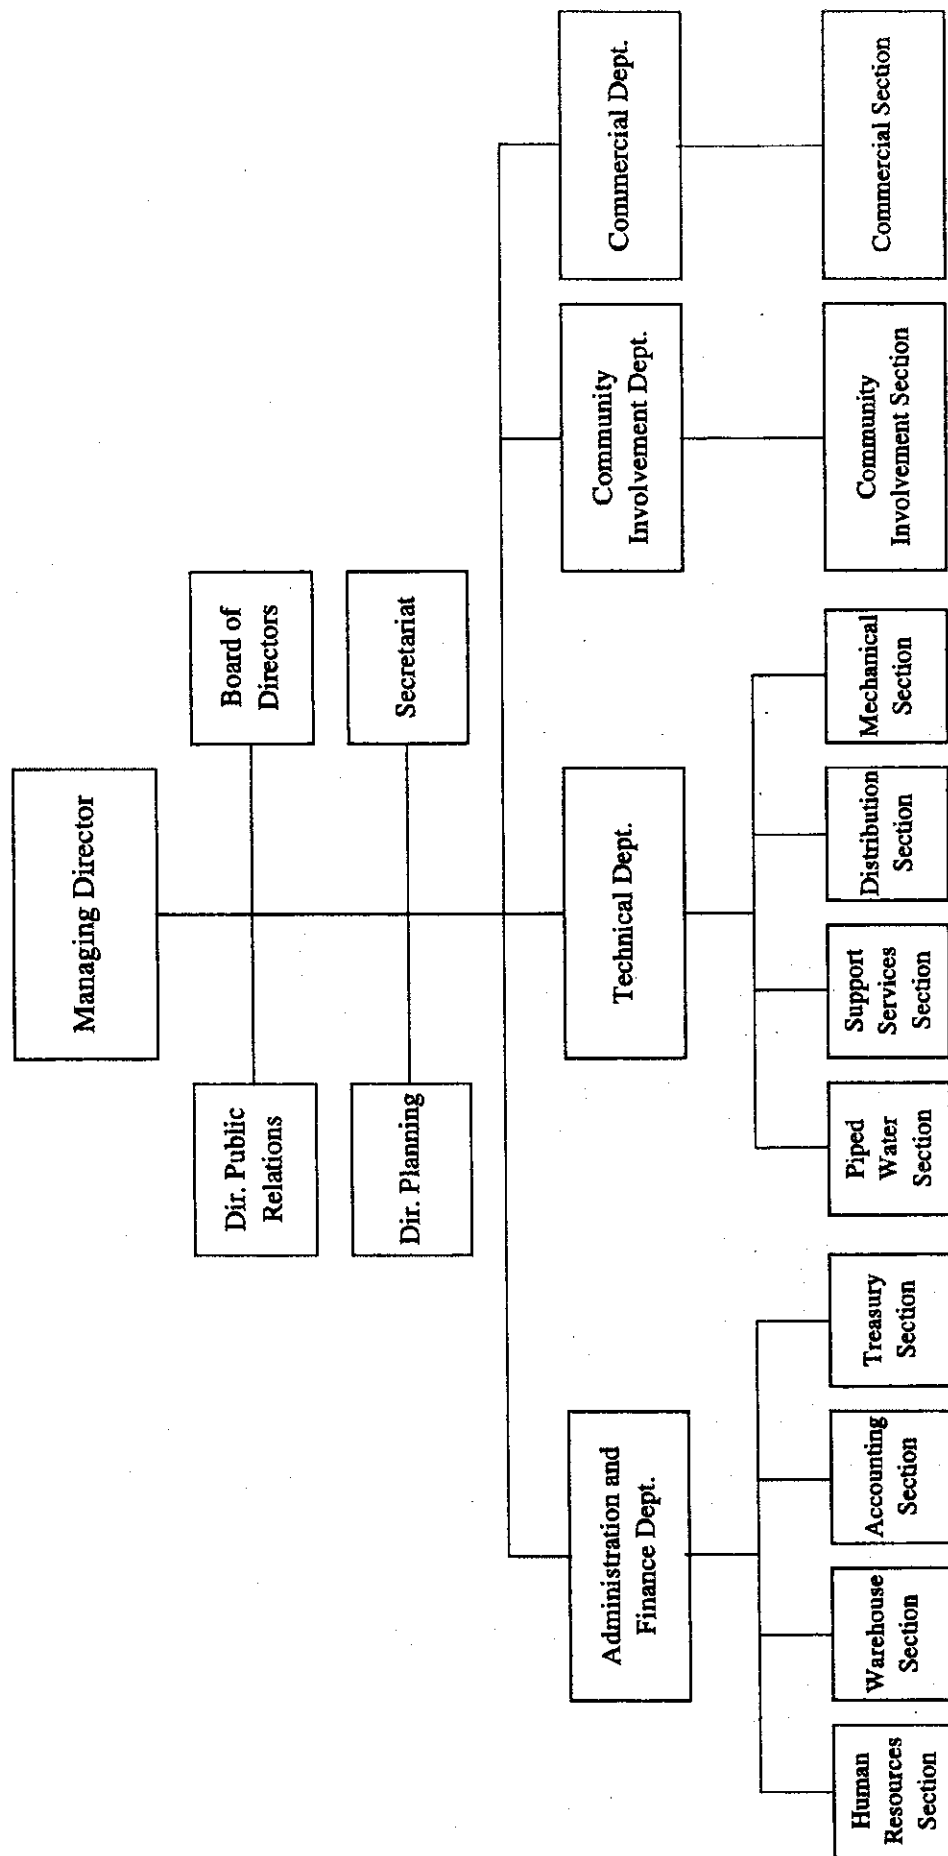 Managing Director
Dir. Public
Relations
Board of
Directors
Dir. Planning
Secretariat
Administration and
Finance Dept.
Technical Dept.
Community
Involvement Dept.
Commercial Dept.
Human
Resources
Section
Warehouse
Section
Accounting
Section
Treasury
Section
Piped
Water
Section
Support
Services
Section
Distribution
Section
Mechanical
Section
Community
Involvement Section
Commercial Section